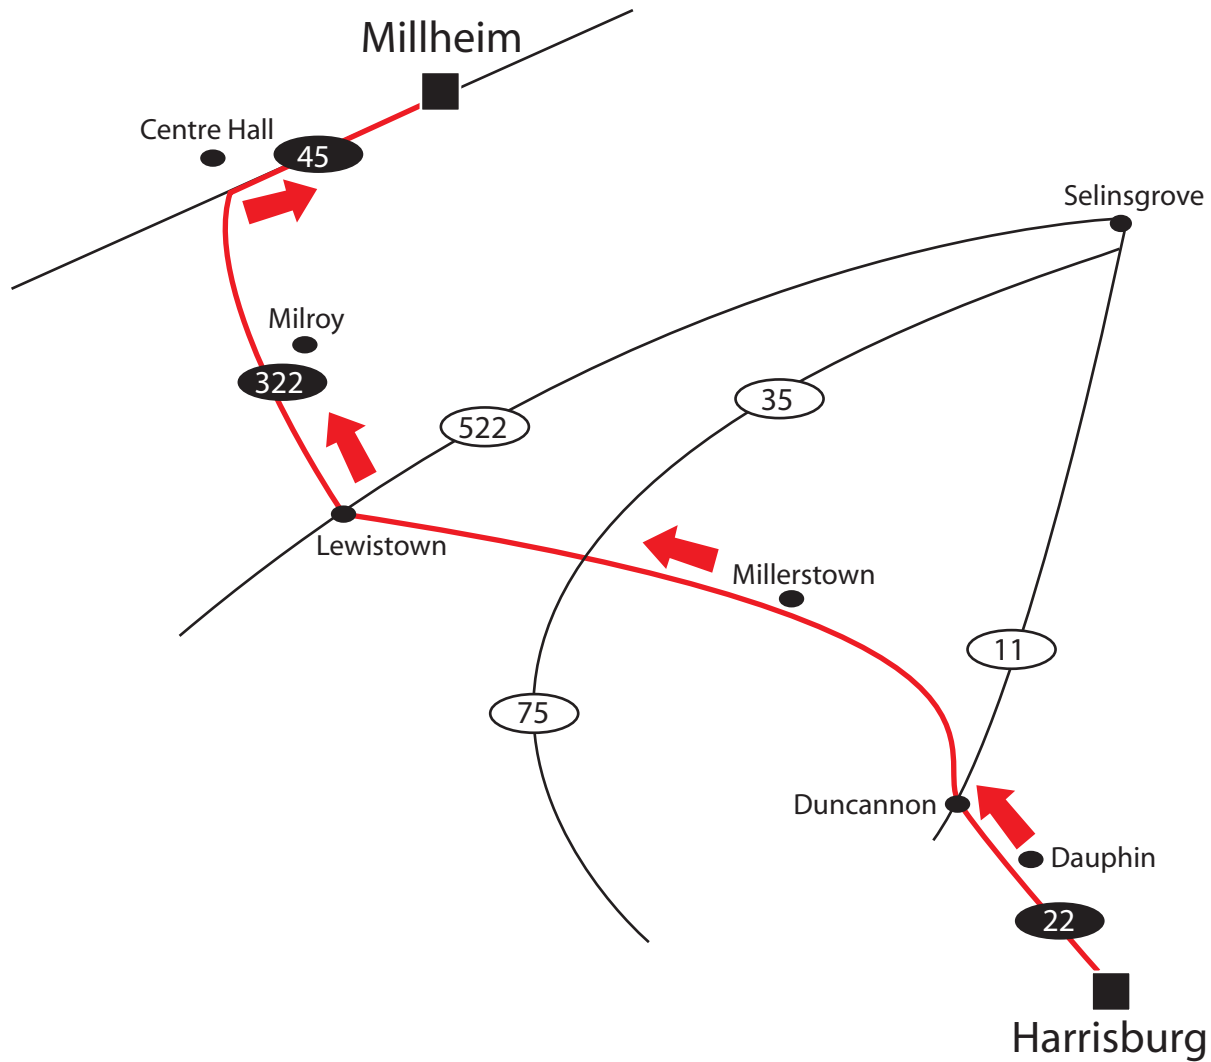 Millheim
Centre Hall
45
Selinsgrove
Milroy
322
35
522
Lewistown
Millerstown
11
75
Duncannon
Dauphin
22
Harrisburg